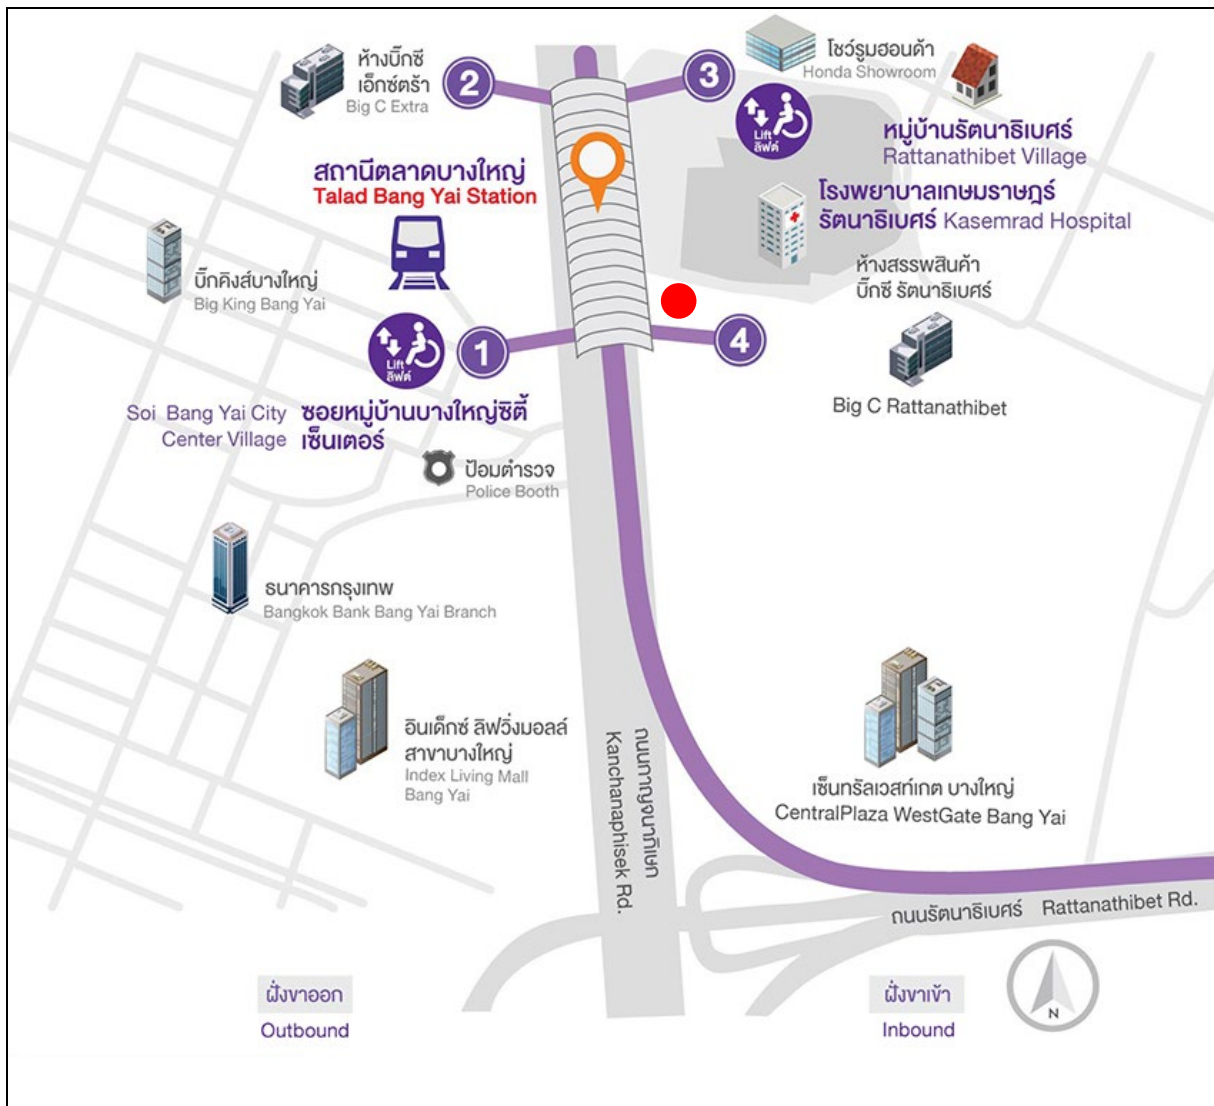 ห้างบิ๊กซี
เอ็กซ์ตร้า
Big C Extra
2
3
โชว์รูมฮอนด้า
Honda Showroom
Lift
ลิฟต์
หมู่บ้านรัตนาธิเบศร์
Rattanathibet Village
สถานีตลาดบางใหญ่
Talad Bang Yai Station
โรงพยาบาลเกษมราษฎร์
รัตนาธิเบศร์ Kasemrad Hospital
บิ๊กคิงส์บางใหญ่
Big King Bang Yai
ห้างสรรพสินค้า
บิ๊กซี รัตนาธิเบศร์
Big C Rattanathibet
Lift
ลิฟต์
1
4
Soi Bang Yai City
Center Village
ซอยหมู่บ้านบางใหญ่ซิตี้
เซ็นเตอร์
ป้อมตำรวจ
Police Booth
ธนาคารกรุงเทพ
Bangkok Bank Bang Yai Branch
อินเด็กซ์ ลิฟวิ่งมอลล์
สาขาบางใหญ่
Index Living Mall
Bang Yai
ถนนกาญจนาภิเษก
Kanchanaphisek Rd.
เซ็นทรัลเวสท์เกต บางใหญ่
CentralPlaza WestGate Bang Yai
ถนนรัตนาธิเบศร์ Rattanathibet Rd.
ฝั่งขาออก
Outbound
ฝั่งขาเข้า
Inbound
N